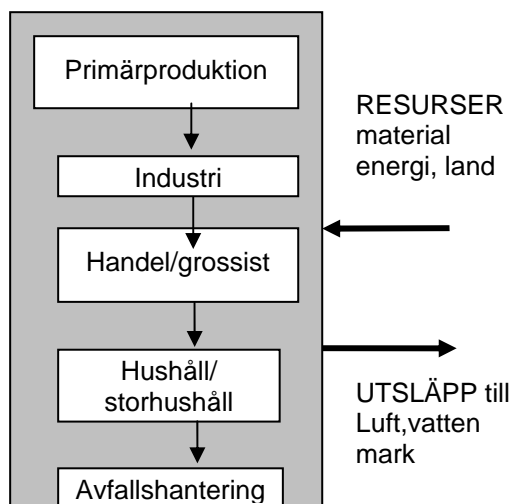 Primärproduktion
Industri
Handel/grossist
Hushåll/
storhushåll
Avfallshantering
RESURSER
material
energi, land
UTSLÄPP till
Luft,vatten
mark